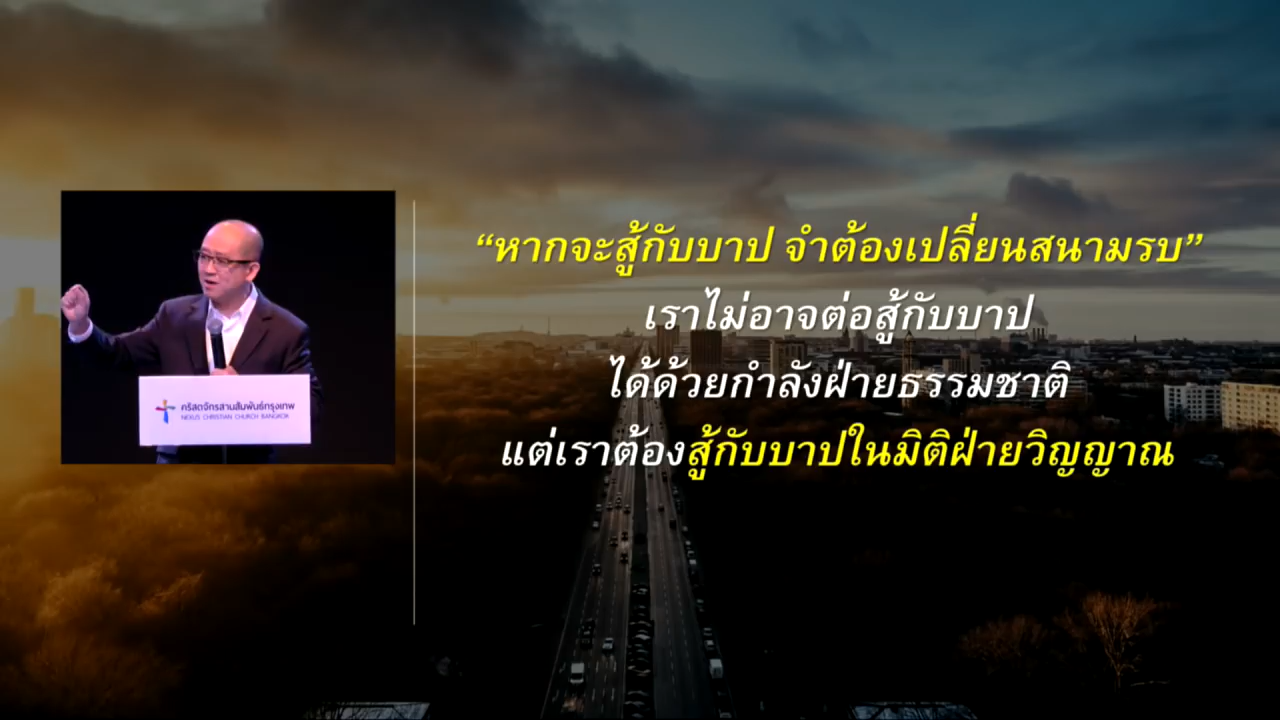 “หากจะสู้กับบาป จำต้องเปลี่ยนสนามรบ”
เราไม่อาจต่อสู้กับบาป
ได้ด้วยกำลังฝ่ายธรรมชาติ
แต่เราต้องสู้กับบาปในมิติฝ่ายวิญญาณ
คริสตจักรสานสัมพันธ์กรุงเทพ
NEXUS CHRISTIAN CHURCH BANGKOK